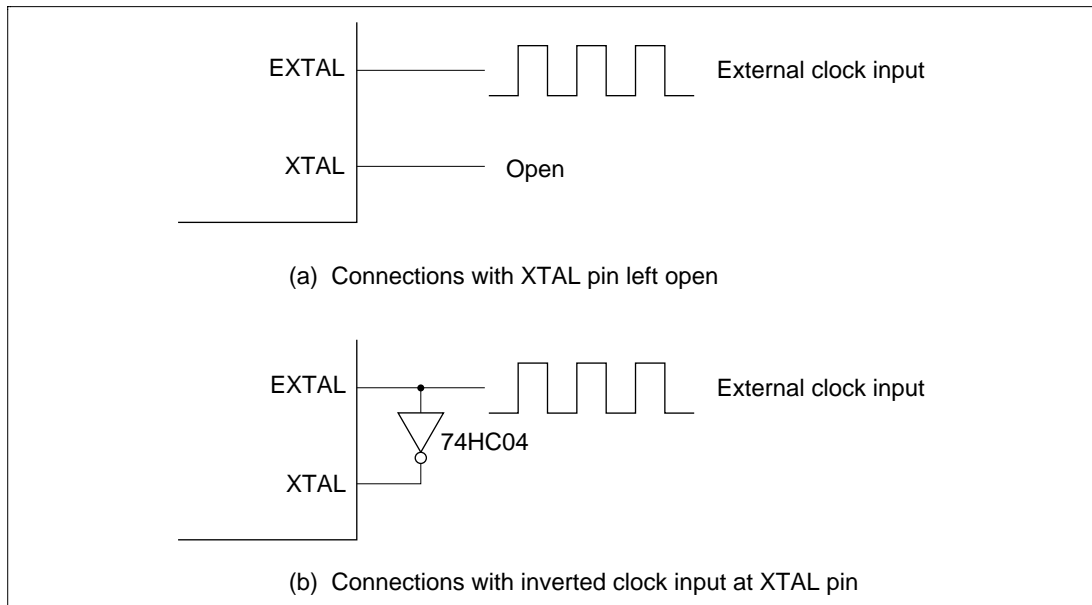 EXTAL
External clock input
XTAL
Open
(a) Connections with XTAL pin left open
EXTAL
External clock input
74HC04
XTAL
(b) Connections with inverted clock input at XTAL pin